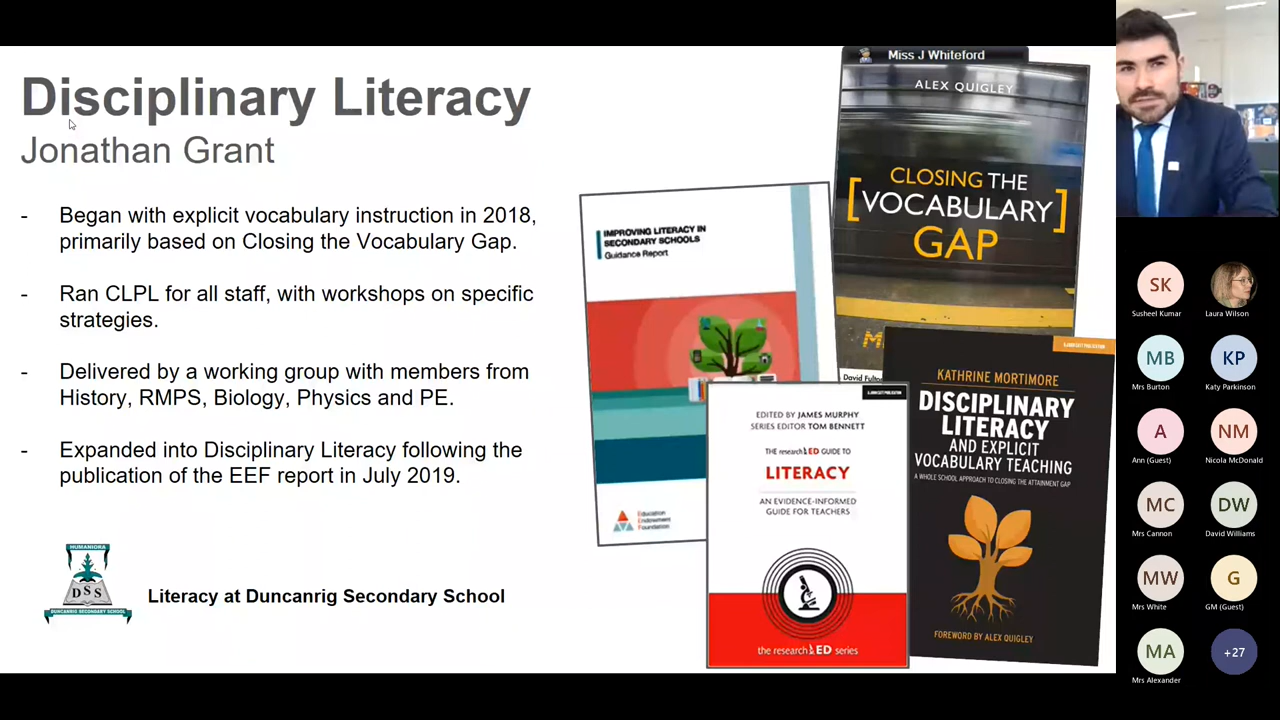 Disciplinary Literacy
Jonathan Grant
- Began with explicit vocabulary instruction in 2018,
primarily based on Closing the Vocabulary Gap.
- Ran CLPL for all staff, with workshops on specific
strategies.
- Delivered by a working group with members from
History, RMPS, Biology, Physics and PE.
- Expanded into Disciplinary Literacy following the
publication of the EEF report in July 2019.
HUMANIORA
DSS
DUNCANRIG SECONDARY SCHOOL
Literacy at Duncanrig Secondary School
IMPROVING LITERACY IN
SECONDARY SCHOOLS
Guidance Report
Education
Endowment
Foundation
Miss J Whiteford
ALEX QUIGLEY
CLOSING THE
[VOCABULARY]
GAP
David
EDITED BY JAMES MURPHY
SERIES EDITOR TOM BENNETT
THE researchED GUIDE TO
LITERACY
AN EVIDENCE-INFORMED
GUIDE FOR TEACHERS
the researchED series
KATHRINE MORTIMORE
DISCIPLINARY
LITERACY
AND EXPLICIT
VOCABULARY TEACHING
A WHOLE SCHOOL APPROACH TO CLOSING THE ATTAINMENT GAP
FOREWORD BY ALEX QUIGLEY
SK
Susheel Kumar
Laura Wilson
MB
Mrs Burton
KP
Katy Parkinson
A
Ann (Guest)
NM
Nicola McDonald
MC
Mrs Cannon
DW
David Williams
MW
Mrs White
G
GM (Guest)
MA
Mrs Alexander
+27